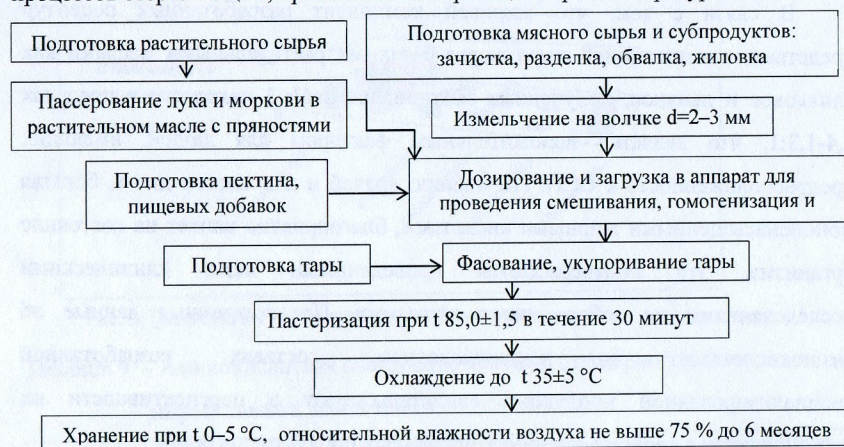 Подготовка растительного сырья
Пассерование лука и моркови в
растительном масле с пряностями
Подготовка мясного сырья и субпродуктов:
зачистка, разделка, обвалка, жиловка
Измельчение на волчке d=2–3 мм
Подготовка пектина,
пищевых добавок
Дозирование и загрузка в аппарат для
проведения смешивания, гомогенизация и
Подготовка тары
Фасование, укупоривание тары
Пастеризация при t 85,0±1,5 в течение 30 минут
Охлаждение до t 35±5 °C
Хранение при t 0–5 °C, относительной влажности воздуха не выше 75 % до 6 месяцев